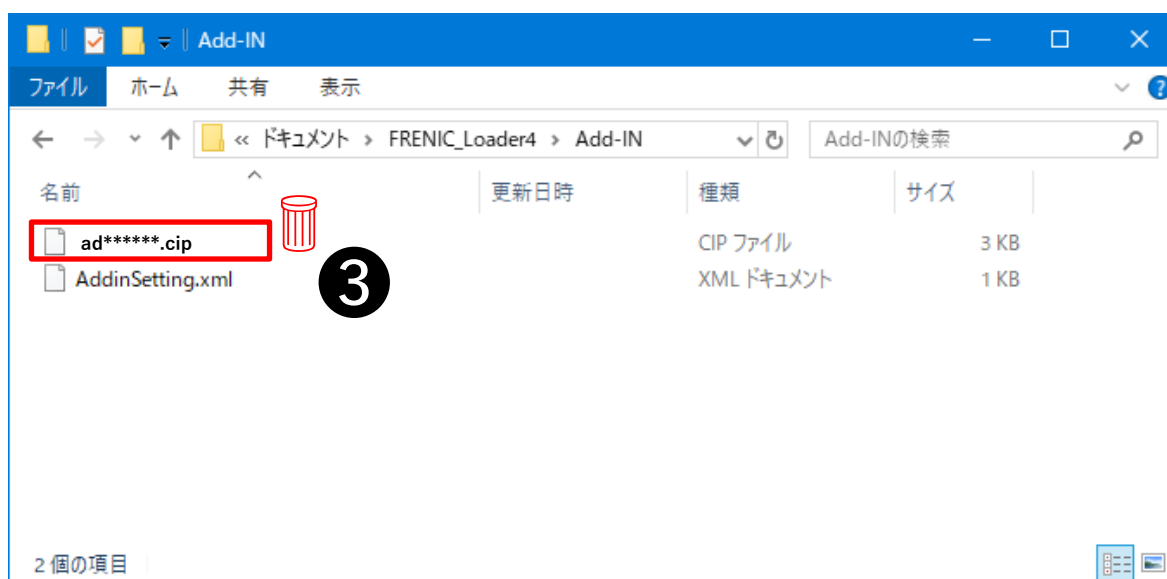 Add-IN
ファイル ホーム 共有 表示
« ドキュメント › FRENIC_Loader4 › Add-IN Add-INの検索
名前 更新日時 種類 サイズ
ad******.cip CIP ファイル 3 KB
AddinSetting.xml XML ドキュメント 1 KB
3
2 個の項目